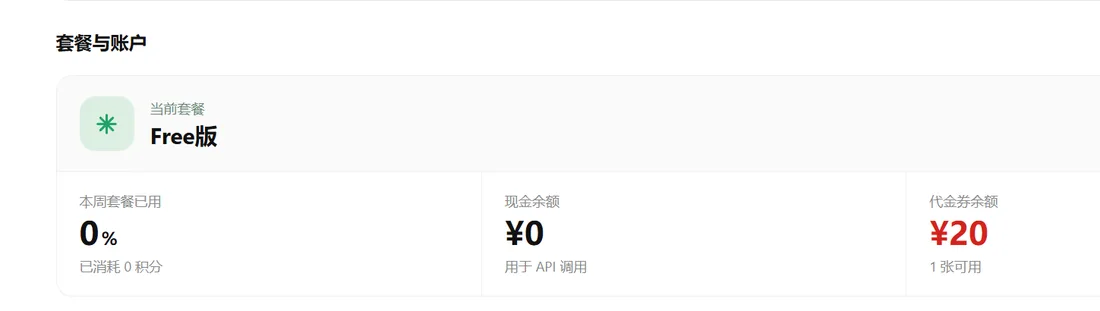 套餐与账户
当前套餐
Free版
本周套餐已用
0%
已消耗 0 积分
现金余额
¥0
用于 API 调用
代金券余额
¥20
1 张可用